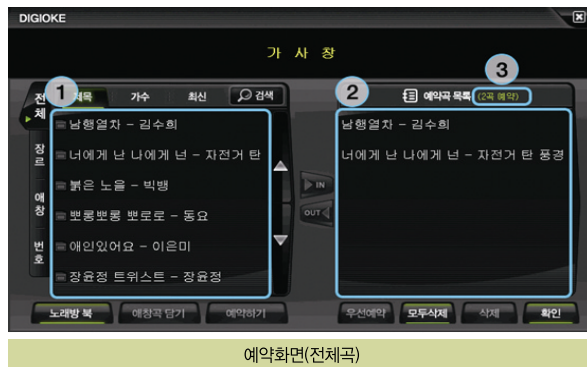 DIGIOKE
가 사 창
3
1
제목 가수 최신 검색
2
예약곡 목록 (2곡 예약)
전체
장르
애창
번호
남행열차 - 김수희
너에게 난 나에게 넌 - 자전거 탄
붉은 노을 - 빅뱅
뽀롱뽀롱 뽀로로 - 동요
애인있어요 - 이은미
장윤정 트위스트 - 장윤정
IN
OUT
남행열차 - 김수희
너에게 난 나에게 넌 - 자전거 탄 풍경
노래방 북 애창곡 담기 예약하기
우선예약 모두삭제 삭제 확인
예약화면(전체곡)